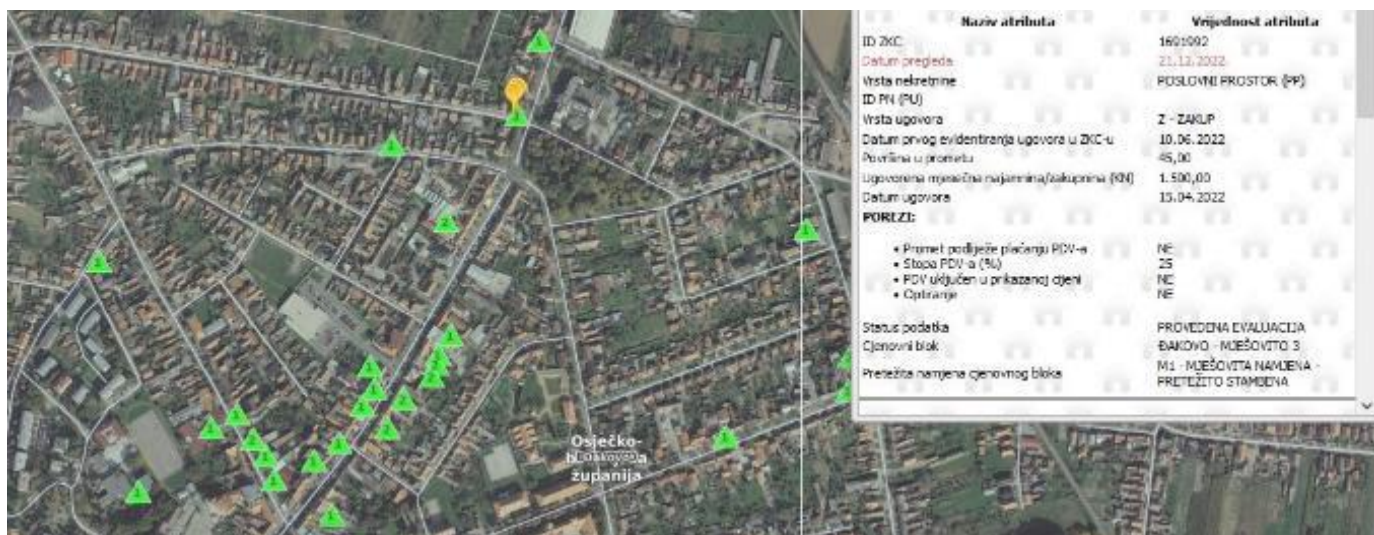 Naziv atributa Vrijednost atributa
ID ZKC 1691992
Datum pregleda 21.12.2022.
Vrsta nekretnine POSLOVNI PROSTOR (PP)
ID PN (PU)
Vrsta ugovora Z - ZAKUP
Datum prvog evidentiranja ugovora u ZKC-u 10.06.2022
Površina u prometu 45,00
Ugovorena mjesečna najamnina/zakupnina (KN) 1.500,00
Datum ugovora 15.04.2022
POREZI:
• Promet podliježe plaćanju PDV-a NE
• Stopa PDV-a (%) 25
• PDV uključen u prikazanoj cijeni NE
• Optiranje NE
Status podatka PROVEDENA EVALUACIJA
Cjenovni blok ĐAKOVO - MJEŠOVITO 3
Pretežita namjena cjenovnog bloka M1 - MJEŠOVITA NAMJENA -
PRETEŽITO STAMBENA
Osječko-
županija